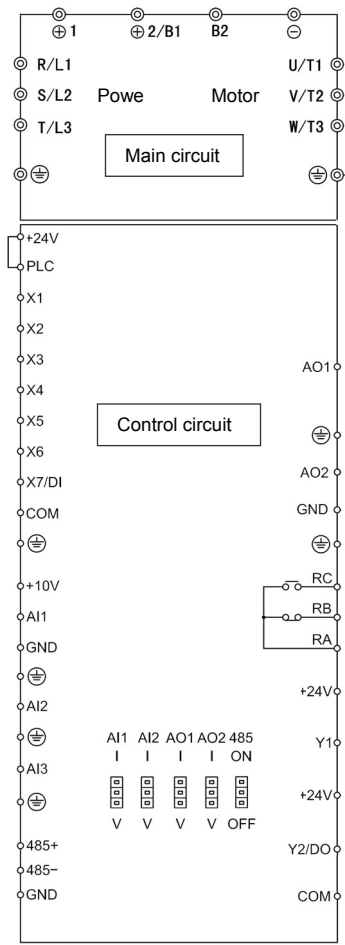 ⊕ 1 ⊕ 2/B1 B2 ⊖
R/L1 U/T1
S/L2 Powe Motor V/T2
T/L3 W/T3
Main circuit
+24V
PLC
X1
X2
X3
X4
X5
X6
X7/DI
COM
+10V
AI1
GND
AI2
AI3
485+
485−
GND
Control circuit
AO1
AO2
GND
RC
RB
RA
+24V
Y1
+24V
Y2/DO
COM
AI1 AI2 AO1 AO2 485
I I I I ON
V V V V OFF